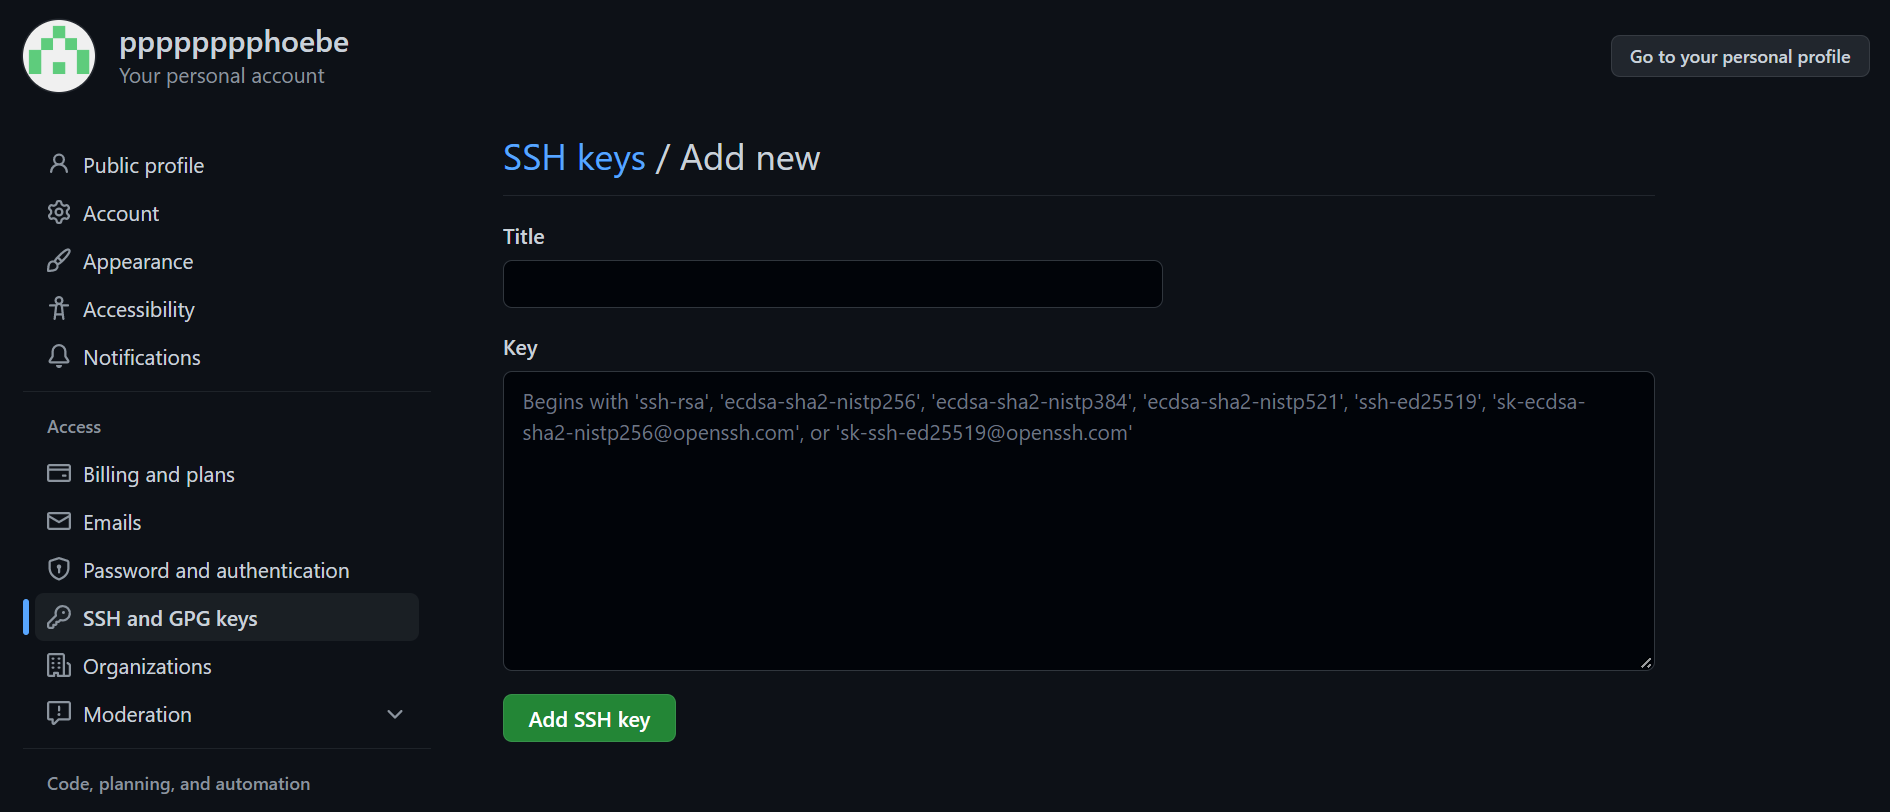 pppppppphoebe
Your personal account
Go to your personal profile
Public profile
Account
Appearance
Accessibility
Notifications
Access
Billing and plans
Emails
Password and authentication
SSH and GPG keys
Organizations
Moderation
Code, planning, and automation
SSH keys / Add new
Title
Key
Begins with 'ssh-rsa', 'ecdsa-sha2-nistp256', 'ecdsa-sha2-nistp384', 'ecdsa-sha2-nistp521', 'ssh-ed25519', 'sk-ecdsa-
sha2-nistp256@openssh.com', or 'sk-ssh-ed25519@openssh.com'
Add SSH key